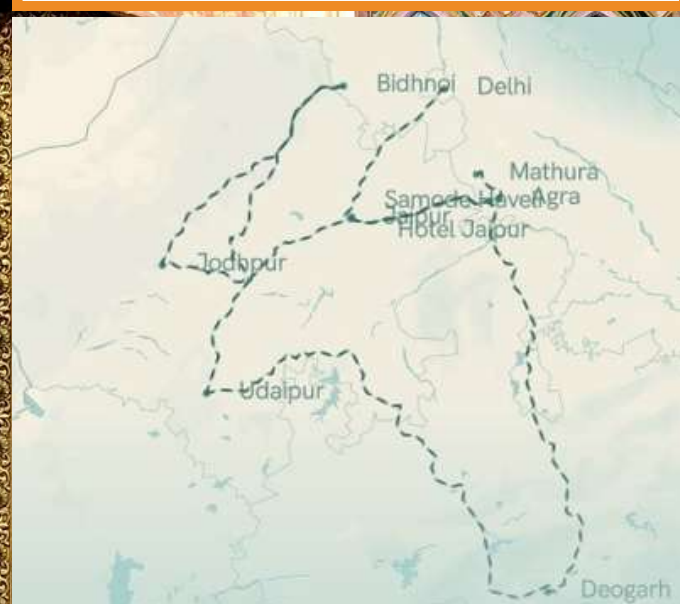 Bidhnoi Delhi
Mathura
Samode Haveli Agra
Jaipur
Hotel Jaipur
Jodhpur
Udaipur
Deogarh